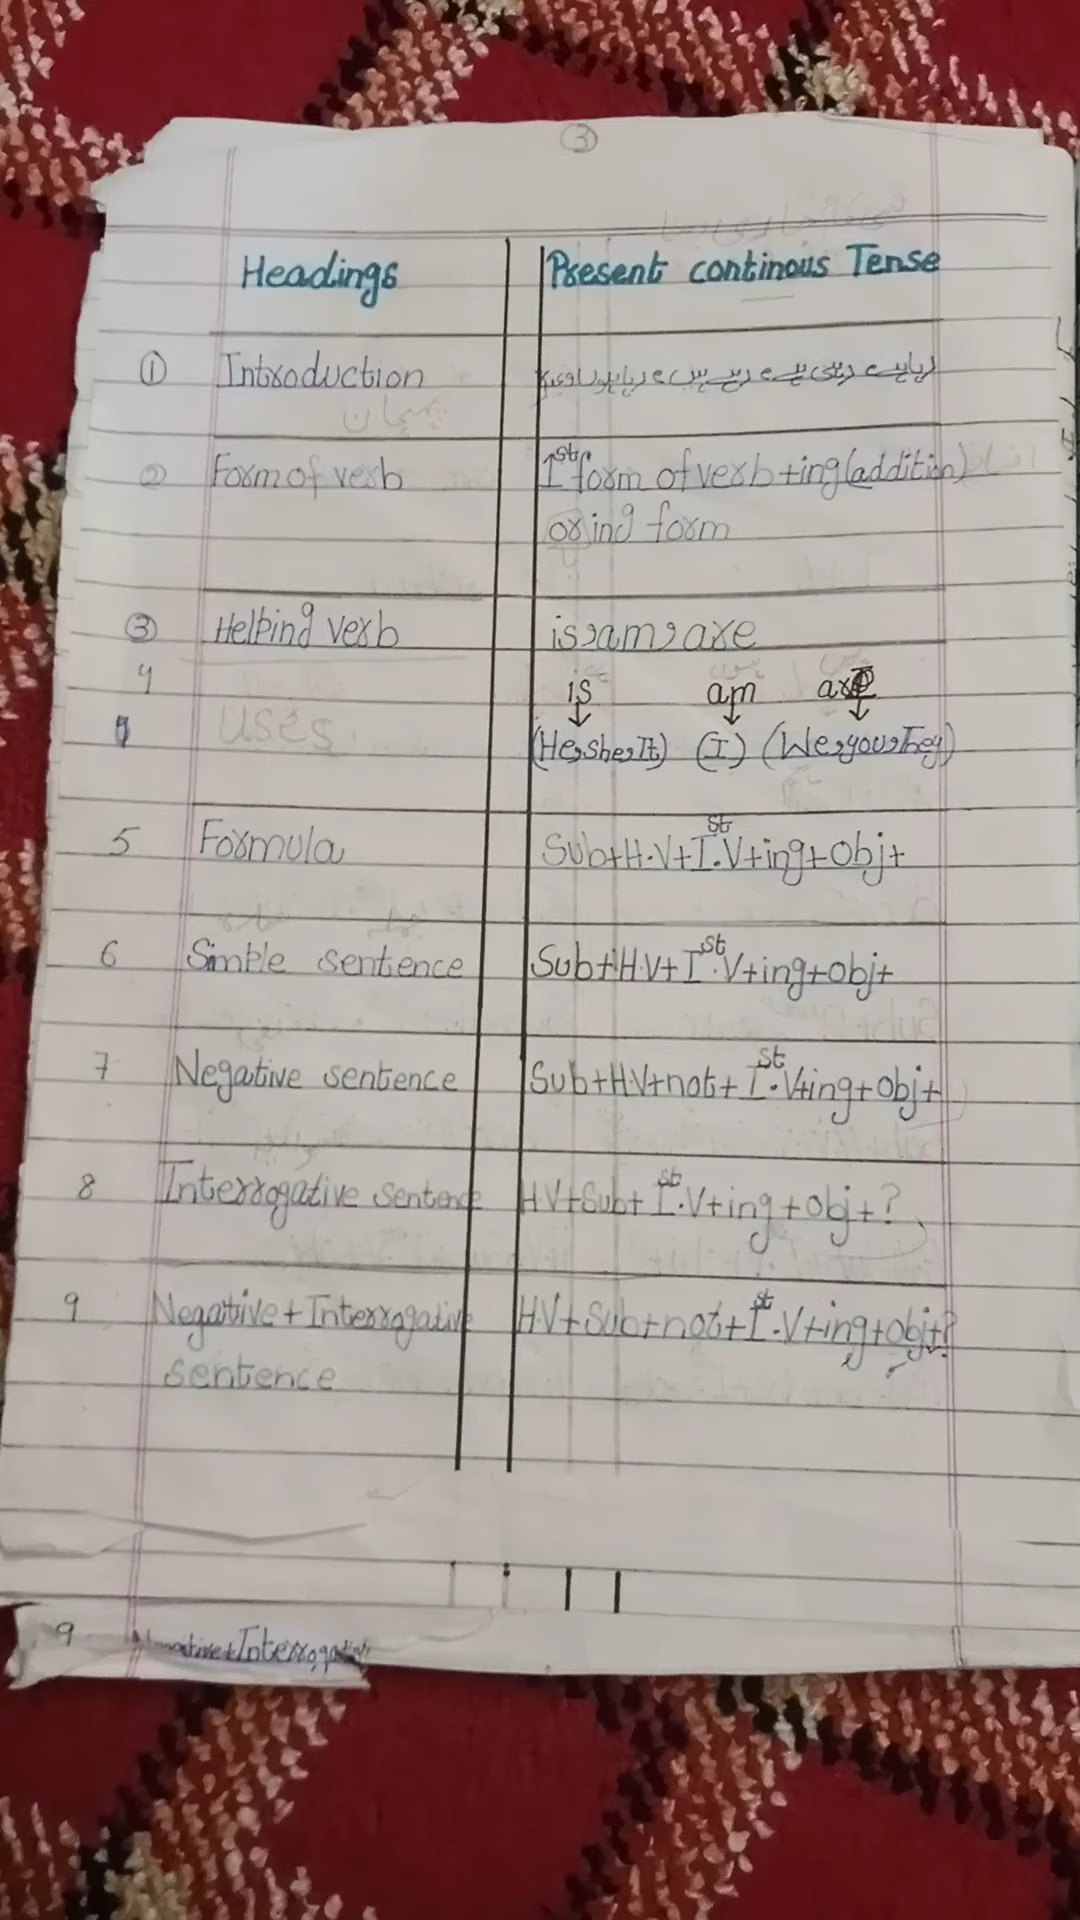 3
Headings
Present continous Tense
① Introduction
رہا ہے، رہی ہے، رہے ہیں، رہا ہوں وغیرہ
پہچان
② Form of verb
Ist form of verb+ing(addition)
or ing form
③ Helping verb
is, am, are
4
is am are
Uses
(He, she, It) (I) (We, you, They)
5 Formula
Sub+H.V+Ist.V+ing+obj+
6 Simple sentence
Sub+H.V+Ist.V+ing+obj+
7 Negative sentence
Sub+H.V+not+Ist.V+ing+obj+
8 Interrogative sentence
H.V+Sub+Ist.V+ing+obj+?
9 Negative+Interrogative
H.V+Sub+not+Ist.V+ing+obj+?
sentence
9 Negative+Interrogative